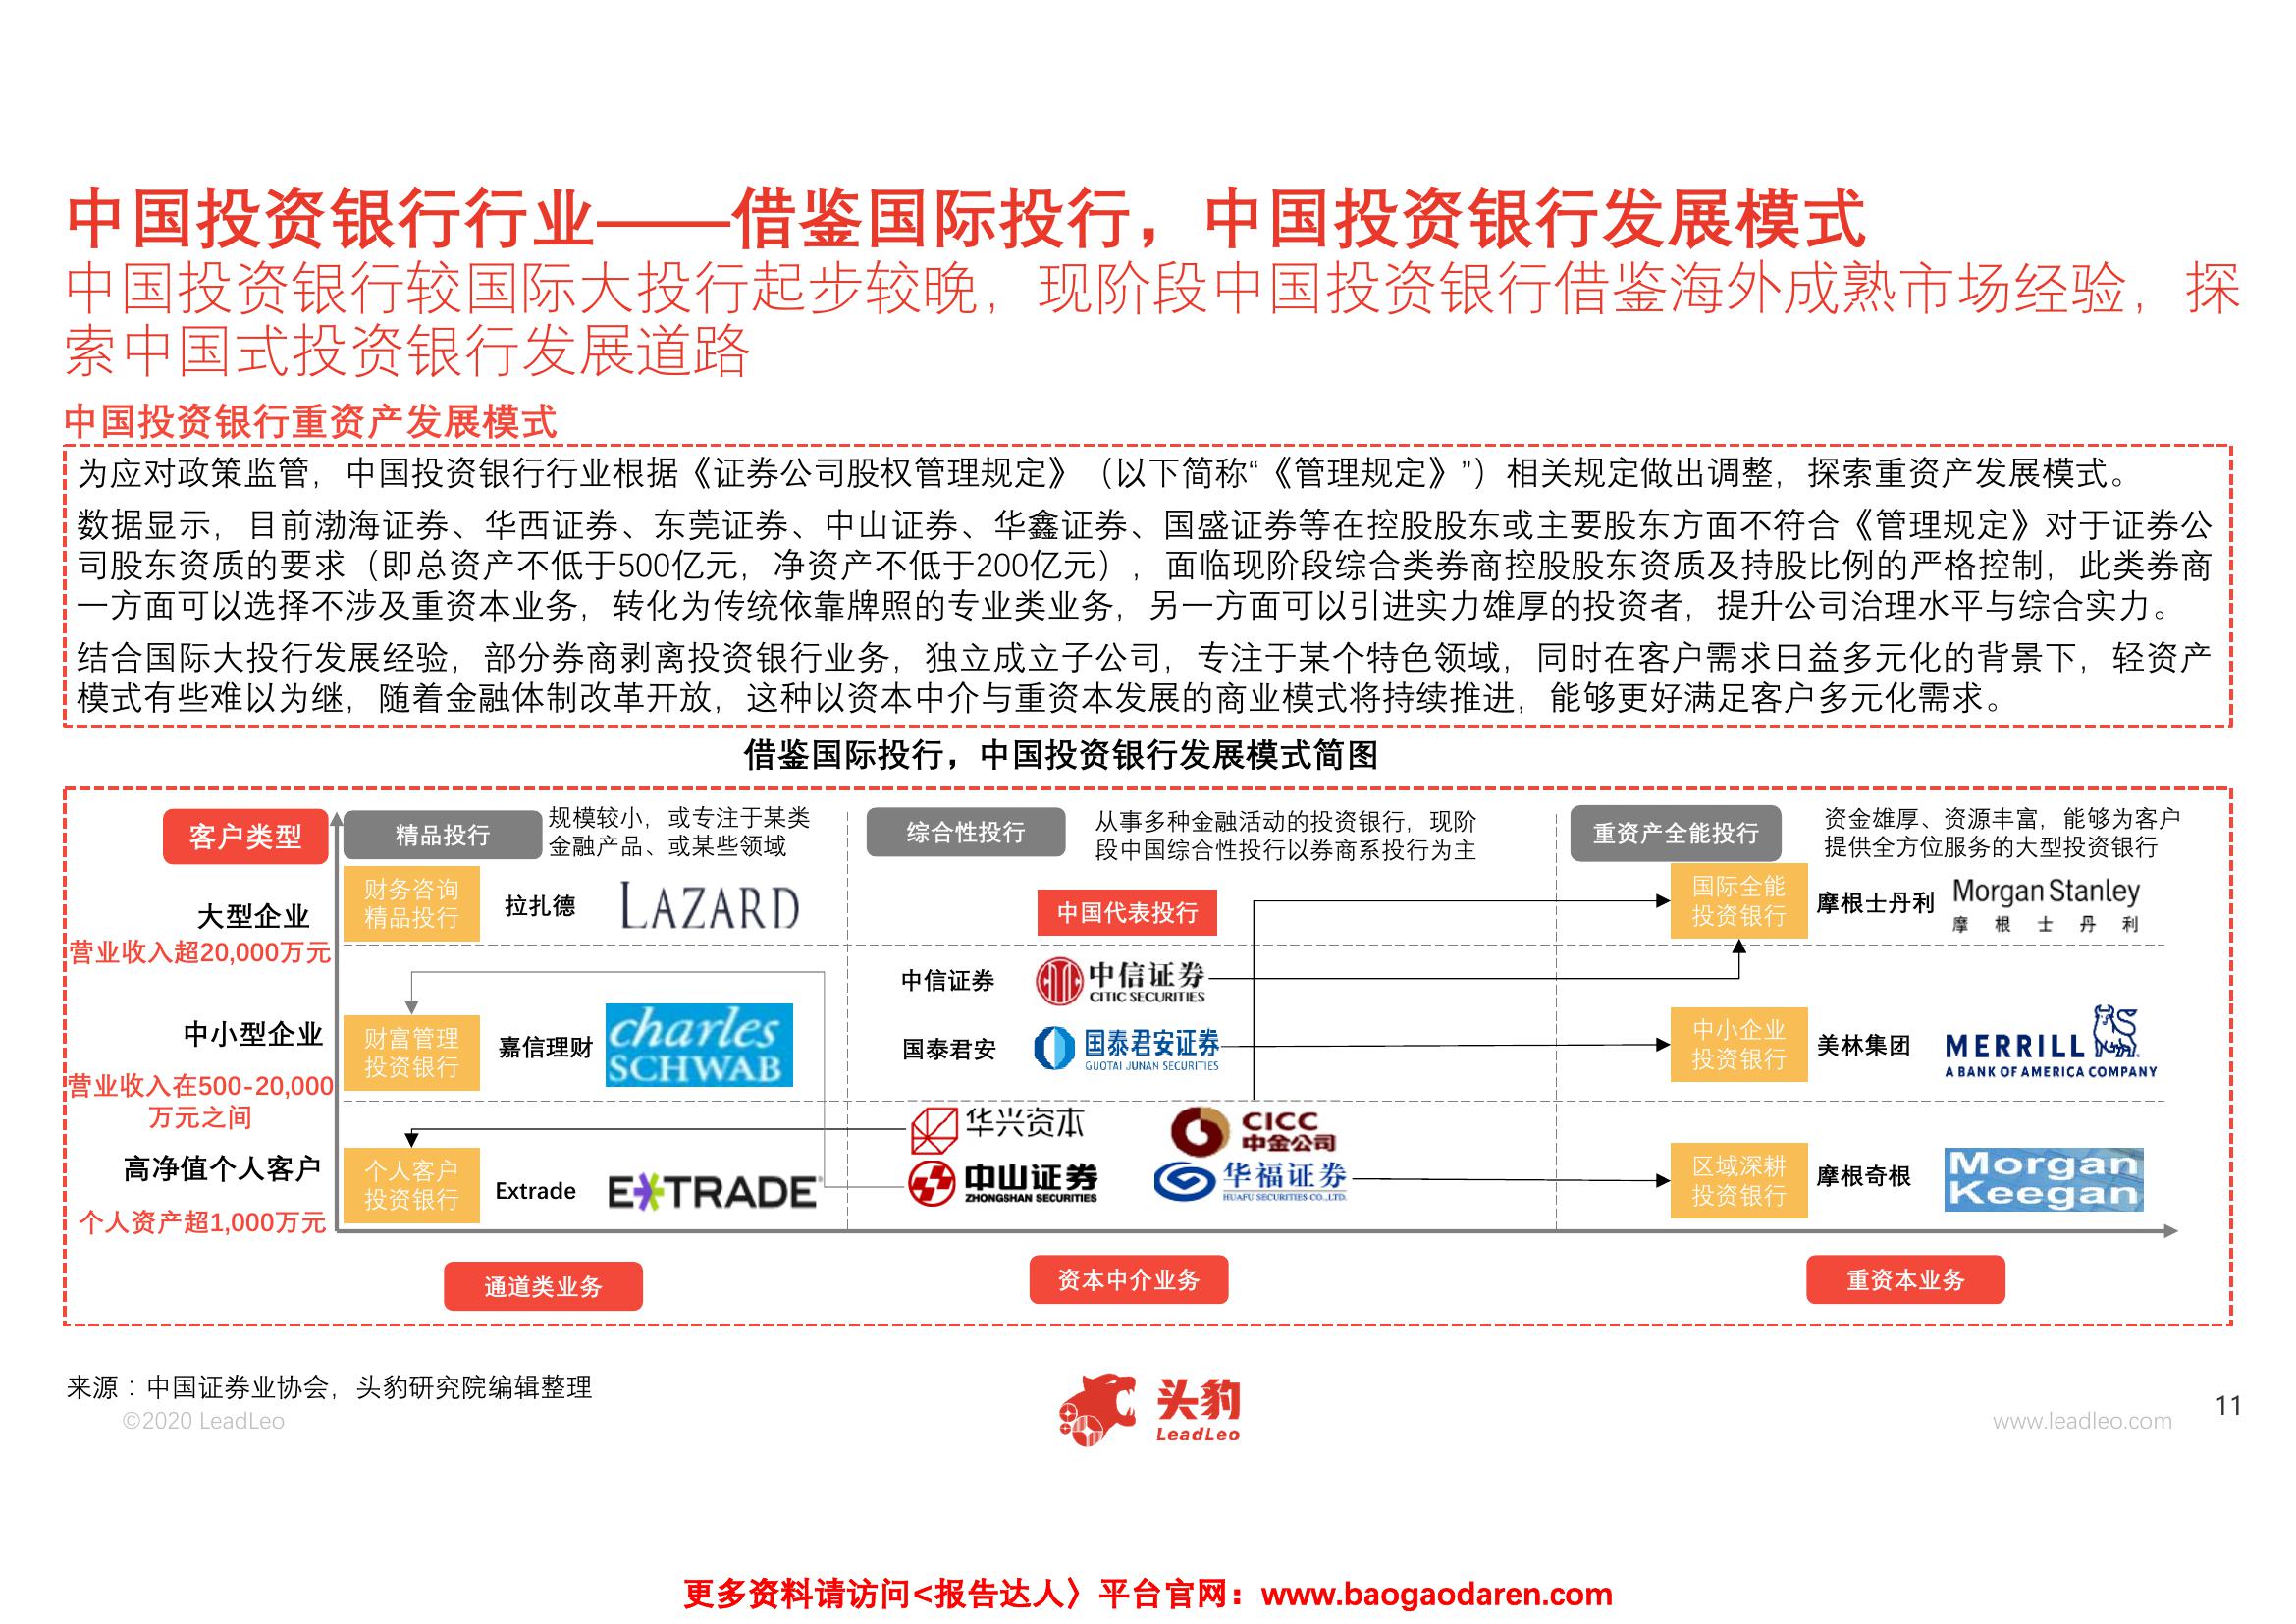 中国投资银行行业——借鉴国际投行，中国投资银行发展模式
中国投资银行较国际大投行起步较晚，现阶段中国投资银行借鉴海外成熟市场经验，探
索中国式投资银行发展道路
中国投资银行重资产发展模式
为应对政策监管，中国投资银行行业根据《证券公司股权管理规定》（以下简称“《管理规定》”）相关规定做出调整，探索重资产发展模式。
数据显示，目前渤海证券、华西证券、东莞证券、中山证券、华鑫证券、国盛证券等在控股股东或主要股东方面不符合《管理规定》对于证券公
司股东资质的要求（即总资产不低于500亿元，净资产不低于200亿元），面临现阶段综合类券商控股股东资质及持股比例的严格控制，此类券商
一方面可以选择不涉及重资本业务，转化为传统依靠牌照的专业类业务，另一方面可以引进实力雄厚的投资者，提升公司治理水平与综合实力。
结合国际大投行发展经验，部分券商剥离投资银行业务，独立成立子公司，专注于某个特色领域，同时在客户需求日益多元化的背景下，轻资产
模式有些难以为继，随着金融体制改革开放，这种以资本中介与重资本发展的商业模式将持续推进，能够更好满足客户多元化需求。
借鉴国际投行，中国投资银行发展模式简图
客户类型
精品投行
规模较小，或专注于某类
金融产品、或某些领域
综合性投行
从事多种金融活动的投资银行，现阶
段中国综合性投行以券商系投行为主
重资产全能投行
资金雄厚、资源丰富，能够为客户
提供全方位服务的大型投资银行
大型企业
营业收入超20,000万元
财务咨询
精品投行
拉扎德
LAZARD
中国代表投行
国际全能
投资银行
摩根士丹利
Morgan Stanley
摩根士丹利
中信证券
中信证券
CITIC SECURITIES
中小型企业
营业收入在500-20,000
万元之间
财富管理
投资银行
嘉信理财
charles
SCHWAB
国泰君安
国泰君安证券
GUOTAI JUNAN SECURITIES
中小企业
投资银行
美林集团
MERRILL
A BANK OF AMERICA COMPANY
高净值个人客户
个人资产超1,000万元
个人客户
投资银行
Extrade
E*TRADE
华兴资本
CICC
中金公司
中山证券
ZHONGSHAN SECURITIES
华福证券
HUAFU SECURITIES CO.,LTD.
区域深耕
投资银行
摩根奇根
Morgan
Keegan
通道类业务
资本中介业务
重资本业务
来源：中国证券业协会，头豹研究院编辑整理
©2020 LeadLeo
头豹
LeadLeo
www.leadleo.com
11
更多资料请访问<报告达人〉平台官网：www.baogaodaren.com